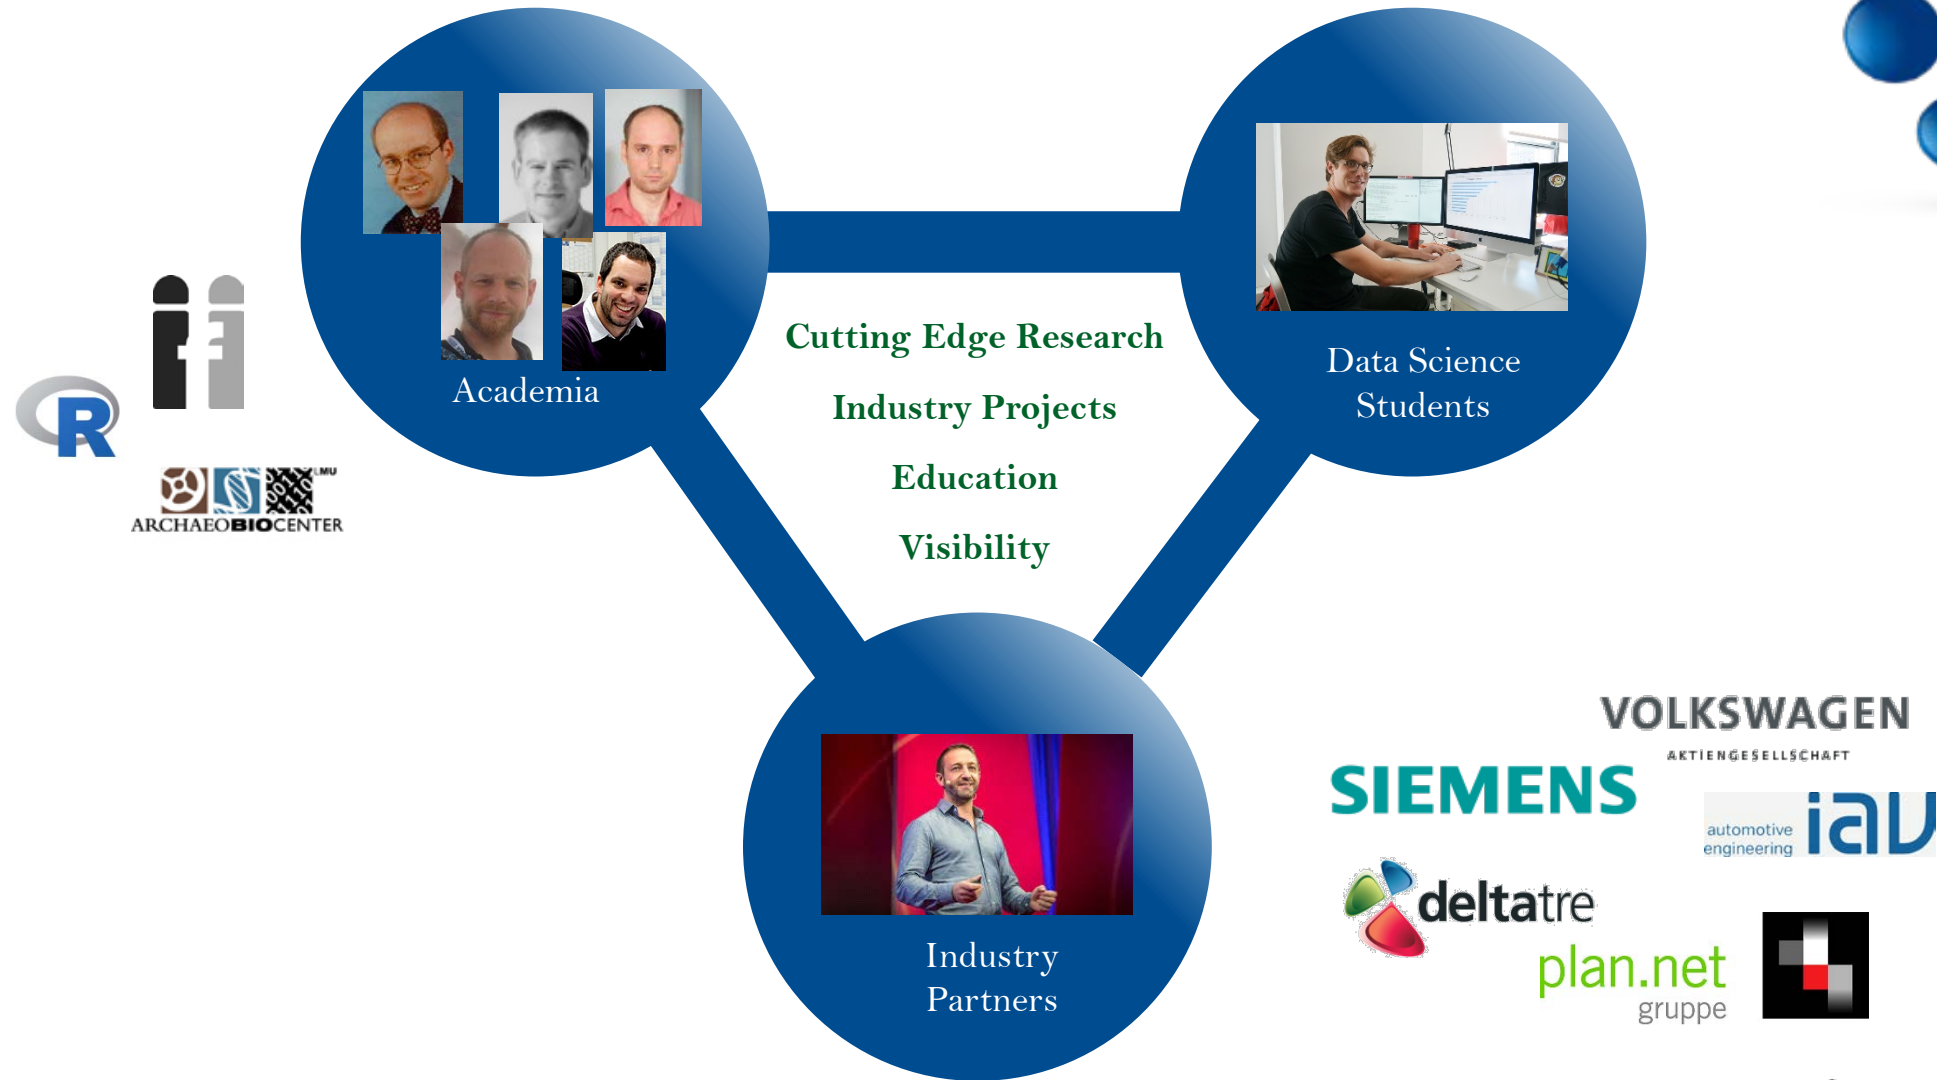 Academia
Data Science
Students
Cutting Edge Research
Industry Projects
Education
Visibility
if
R
LMU
ARCHAEOBIOCENTER
Industry
Partners
VOLKSWAGEN
AKTIENGESELLSCHAFT
SIEMENS
automotive
engineering
iav
deltatre
plan.net
gruppe